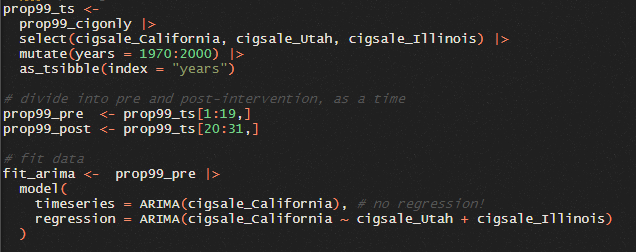 prop99_ts <-
  prop99_cigonly |>
  select(cigsale_California, cigsale_Utah, cigsale_Illinois) |>
  mutate(years = 1970:2000) |>
  as_tsibble(index = "years")

# divide into pre and post-intervention, as a time
prop99_pre  <- prop99_ts[1:19,]
prop99_post <- prop99_ts[20:31,]

# fit data
fit_arima <-  prop99_pre |>
  model(
    timeseries = ARIMA(cigsale_California), # no regression!
    regression = ARIMA(cigsale_California ~ cigsale_Utah + cigsale_Illinois)
  )